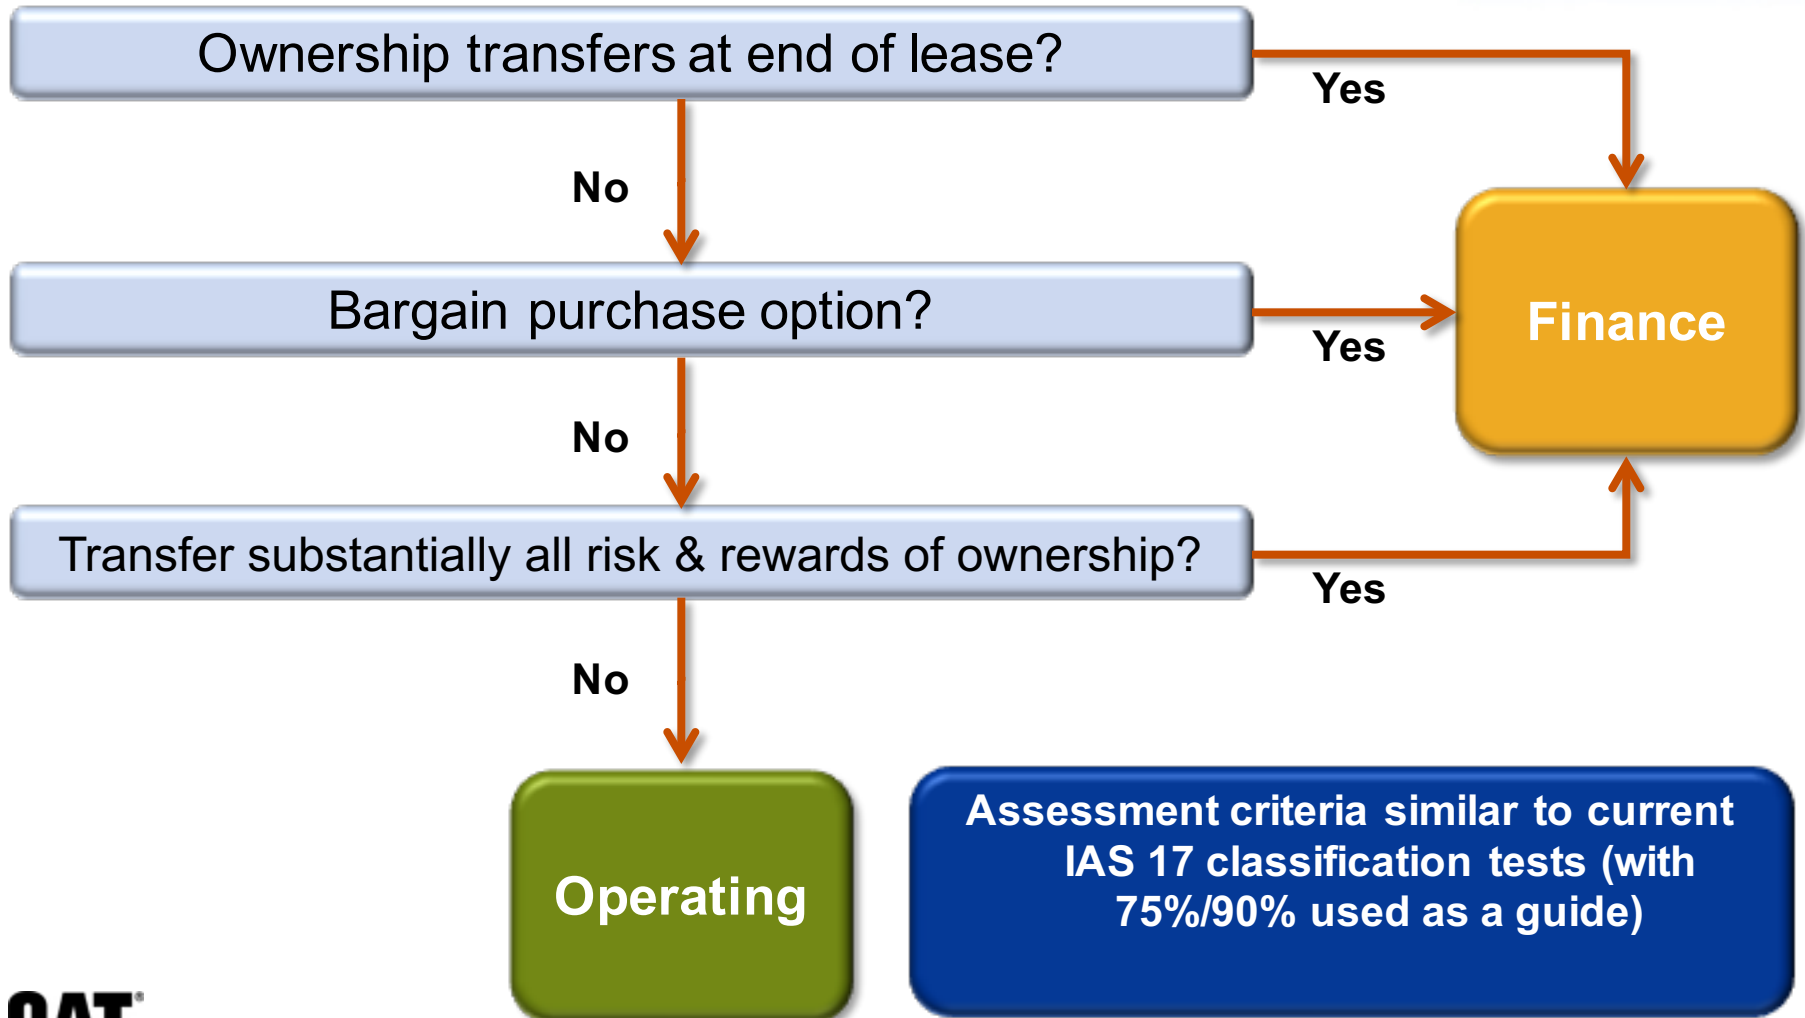 Ownership transfers at end of lease?
Yes
No
Bargain purchase option?
Yes
Finance
No
Transfer substantially all risk & rewards of ownership?
Yes
No
Operating
Assessment criteria similar to current
IAS 17 classification tests (with
75%/90% used as a guide)
CAT®